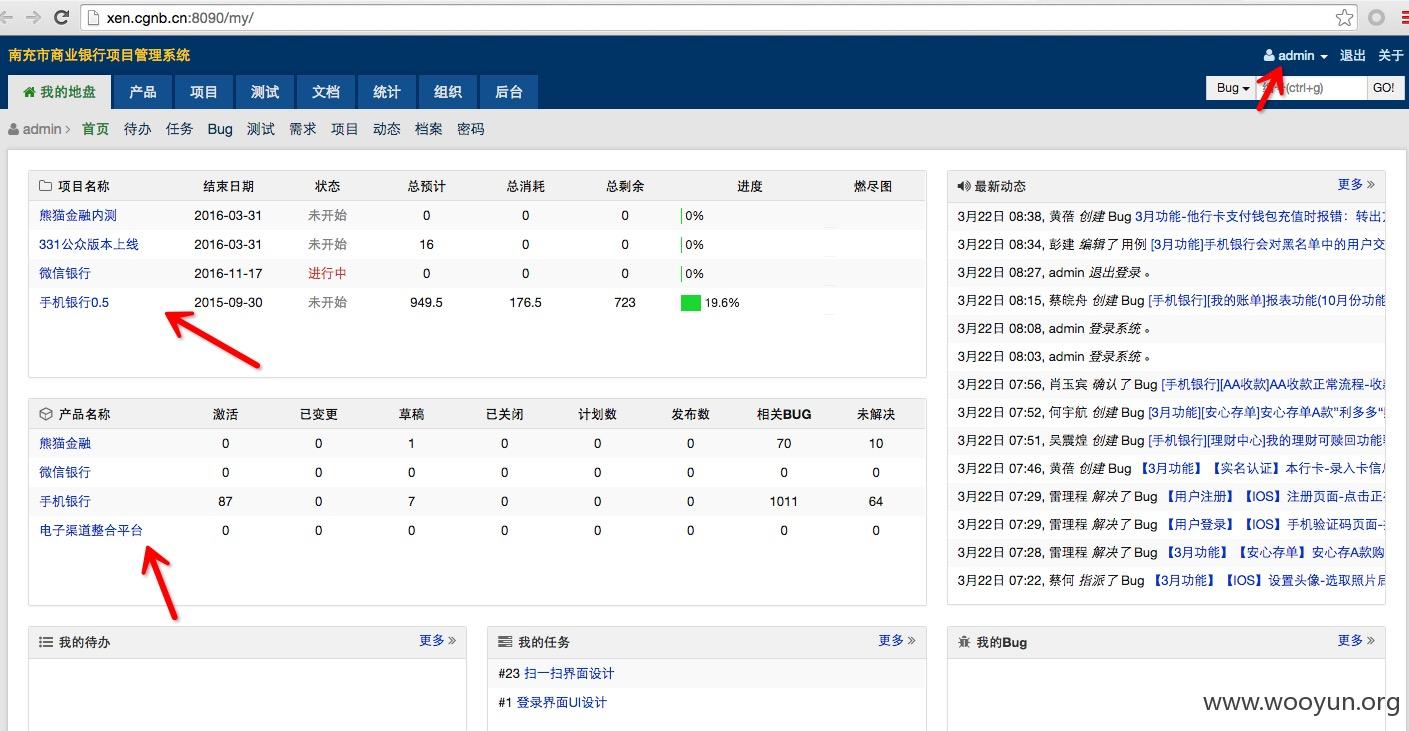 xen.cgnb.cn:8090/my/
南充市商业银行项目管理系统 admin 退出 关于
我的地盘 产品 项目 测试 文档 统计 组织 后台 Bug (ctrl+g) GO!
admin 首页 待办 任务 Bug 测试 需求 项目 动态 档案 密码
项目名称 结束日期 状态 总预计 总消耗 总剩余 进度 燃尽图
熊猫金融内测 2016-03-31 未开始 0 0 0 0%
331公众版本上线 2016-03-31 未开始 16 0 0 0%
微信银行 2016-11-17 进行中 0 0 0 0%
手机银行0.5 2015-09-30 未开始 949.5 176.5 723 19.6%
产品名称 激活 已变更 草稿 已关闭 计划数 发布数 相关BUG 未解决
熊猫金融 0 0 1 0 0 0 70 10
微信银行 0 0 0 0 0 0 0 0
手机银行 87 0 7 0 0 0 1011 64
电子渠道整合平台 0 0 0 0 0 0 0 0
最新动态 更多
3月22日 08:38, 黄蓓 创建 Bug 3月功能-他行卡支付钱包充值时报错：转出
3月22日 08:34, 彭建 编辑了 用例 [3月功能]手机银行会对黑名单中的用户交
3月22日 08:27, admin 退出登录 。
3月22日 08:15, 蔡皖舟 创建 Bug [手机银行][我的账单]报表功能(10月份功能
3月22日 08:08, admin 登录系统 。
3月22日 08:03, admin 登录系统 。
3月22日 07:56, 肖玉宾 确认了 Bug [手机银行][AA收款]AA收款正常流程-收
3月22日 07:52, 何宇航 创建 Bug [3月功能][安心存单]安心存单A款"利多多"
3月22日 07:51, 吴震煌 创建 Bug [手机银行][理财中心]我的理财可赎回功能
3月22日 07:46, 黄蓓 创建 Bug 【3月功能】【实名认证】本行卡-录入卡信
3月22日 07:29, 雷理程 解决了 Bug 【用户注册】【IOS】注册页面-点击正
3月22日 07:29, 雷理程 解决了 Bug 【用户登录】【IOS】手机验证码页面-
3月22日 07:28, 雷理程 解决了 Bug 【3月功能】【安心存单】安心存A款购
3月22日 07:22, 蔡何 指派了 Bug 【3月功能】【IOS】设置头像-选取照片后
我的待办 更多
我的任务 更多
#23 扫一扫界面设计
#1 登录界面UI设计
我的Bug 更多
www.wooyun.org